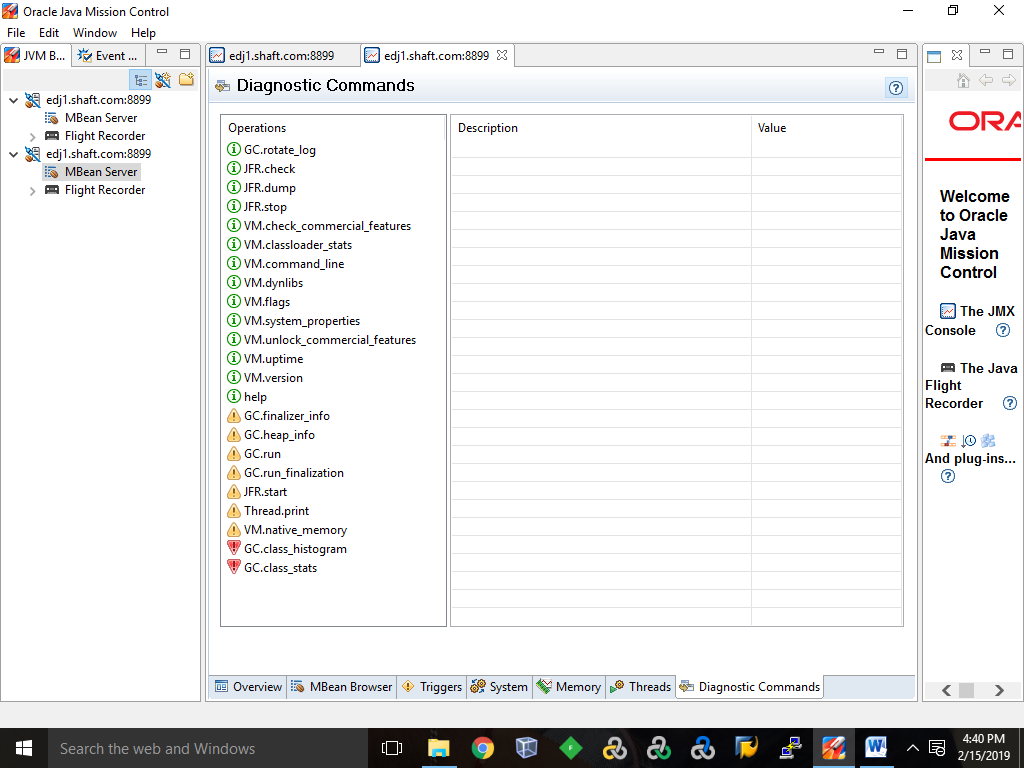 Oracle Java Mission Control
File Edit Window Help
JVM B...
Event ...
edj1.shaft.com:8899
MBean Server
Flight Recorder
edj1.shaft.com:8899
MBean Server
Flight Recorder
edj1.shaft.com:8899
edj1.shaft.com:8899
Diagnostic Commands
Operations
GC.rotate_log
JFR.check
JFR.dump
JFR.stop
VM.check_commercial_features
VM.classloader_stats
VM.command_line
VM.dynlibs
VM.flags
VM.system_properties
VM.unlock_commercial_features
VM.uptime
VM.version
help
GC.finalizer_info
GC.heap_info
GC.run
GC.run_finalization
JFR.start
Thread.print
VM.native_memory
GC.class_histogram
GC.class_stats
Description Value
Overview MBean Browser Triggers System Memory Threads Diagnostic Commands
ORA
Welcome
to Oracle
Java
Mission
Control
The JMX
Console
The Java
Flight
Recorder
And plug-ins...
Search the web and Windows
4:40 PM
2/15/2019